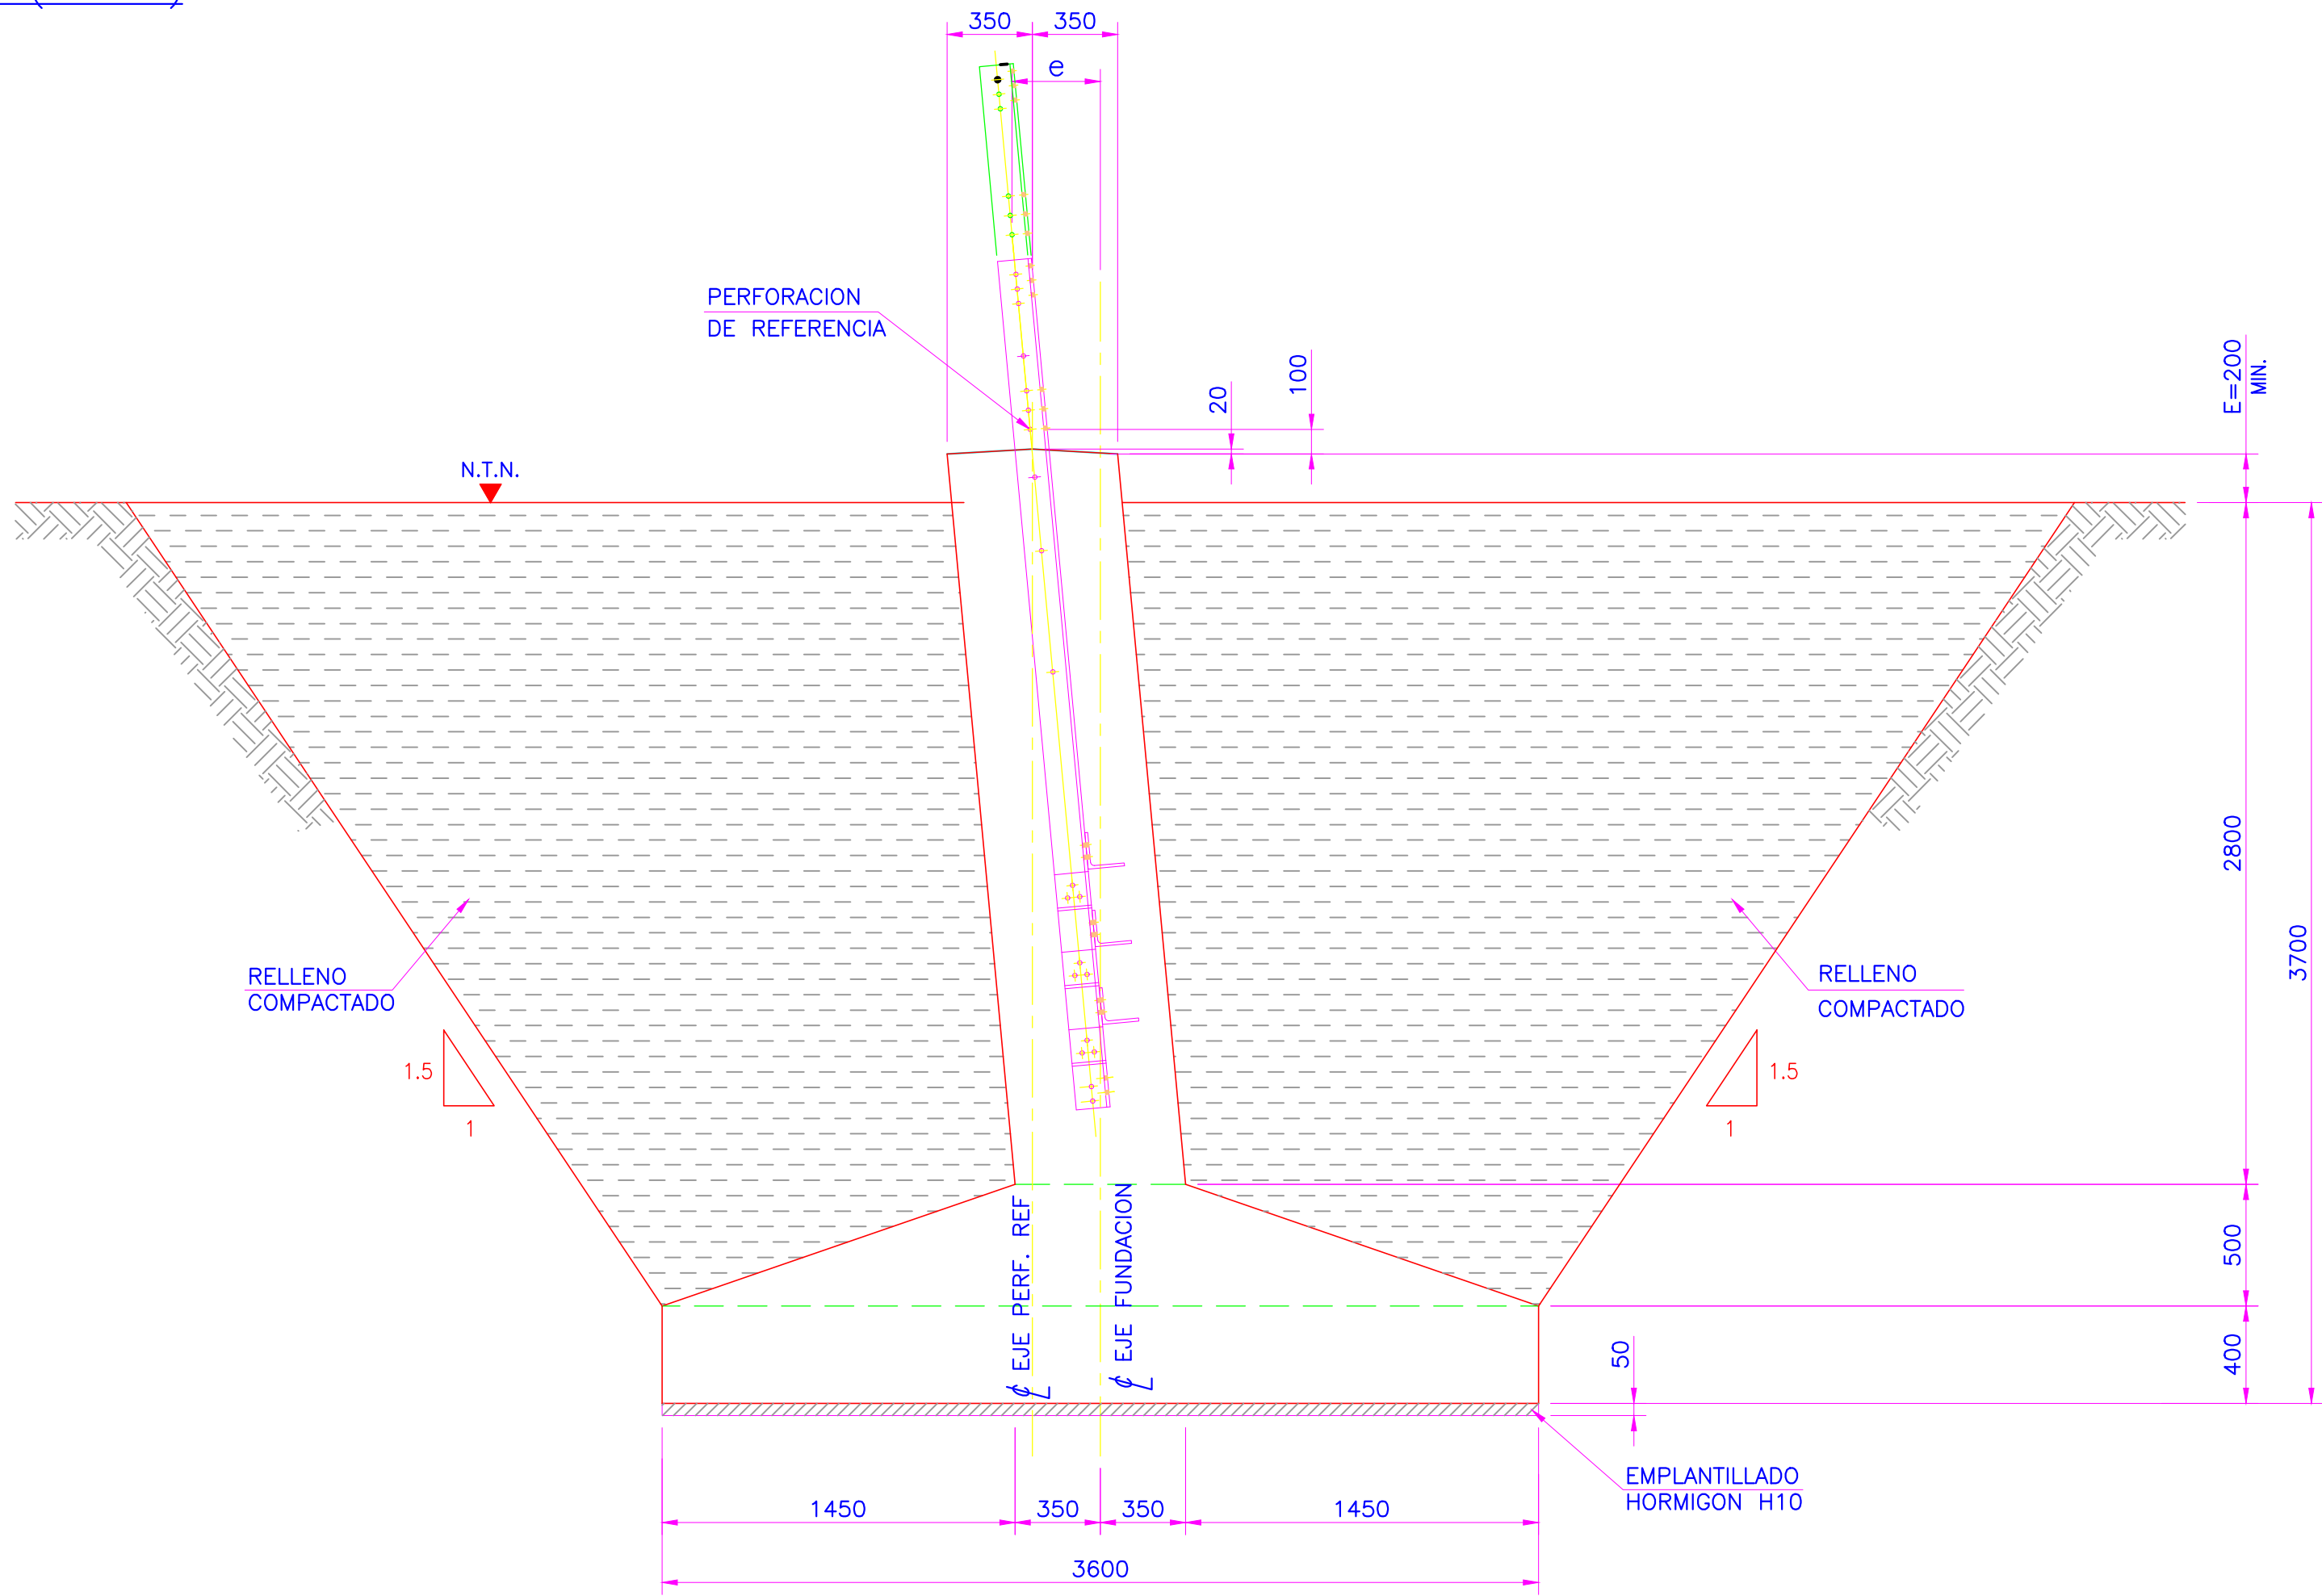 350
350
e
PERFORACION
DE REFERENCIA
20
100
E=200
MIN.
N.T.N.
2800
3700
RELLENO
COMPACTADO
RELLENO
COMPACTADO
1.5
1
1.5
1
EJE PERF. REF
EJE FUNDACION
500
400
50
EMPLANTILLADO
HORMIGON H10
1450
350
350
1450
3600